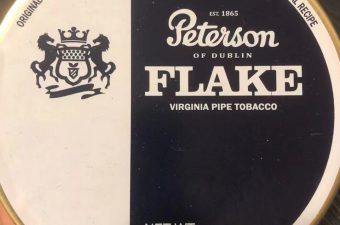 ORIGINAL
RECIPE
EST. 1865
Peterson
OF DUBLIN
FLAKE
VIRGINIA PIPE TOBACCO